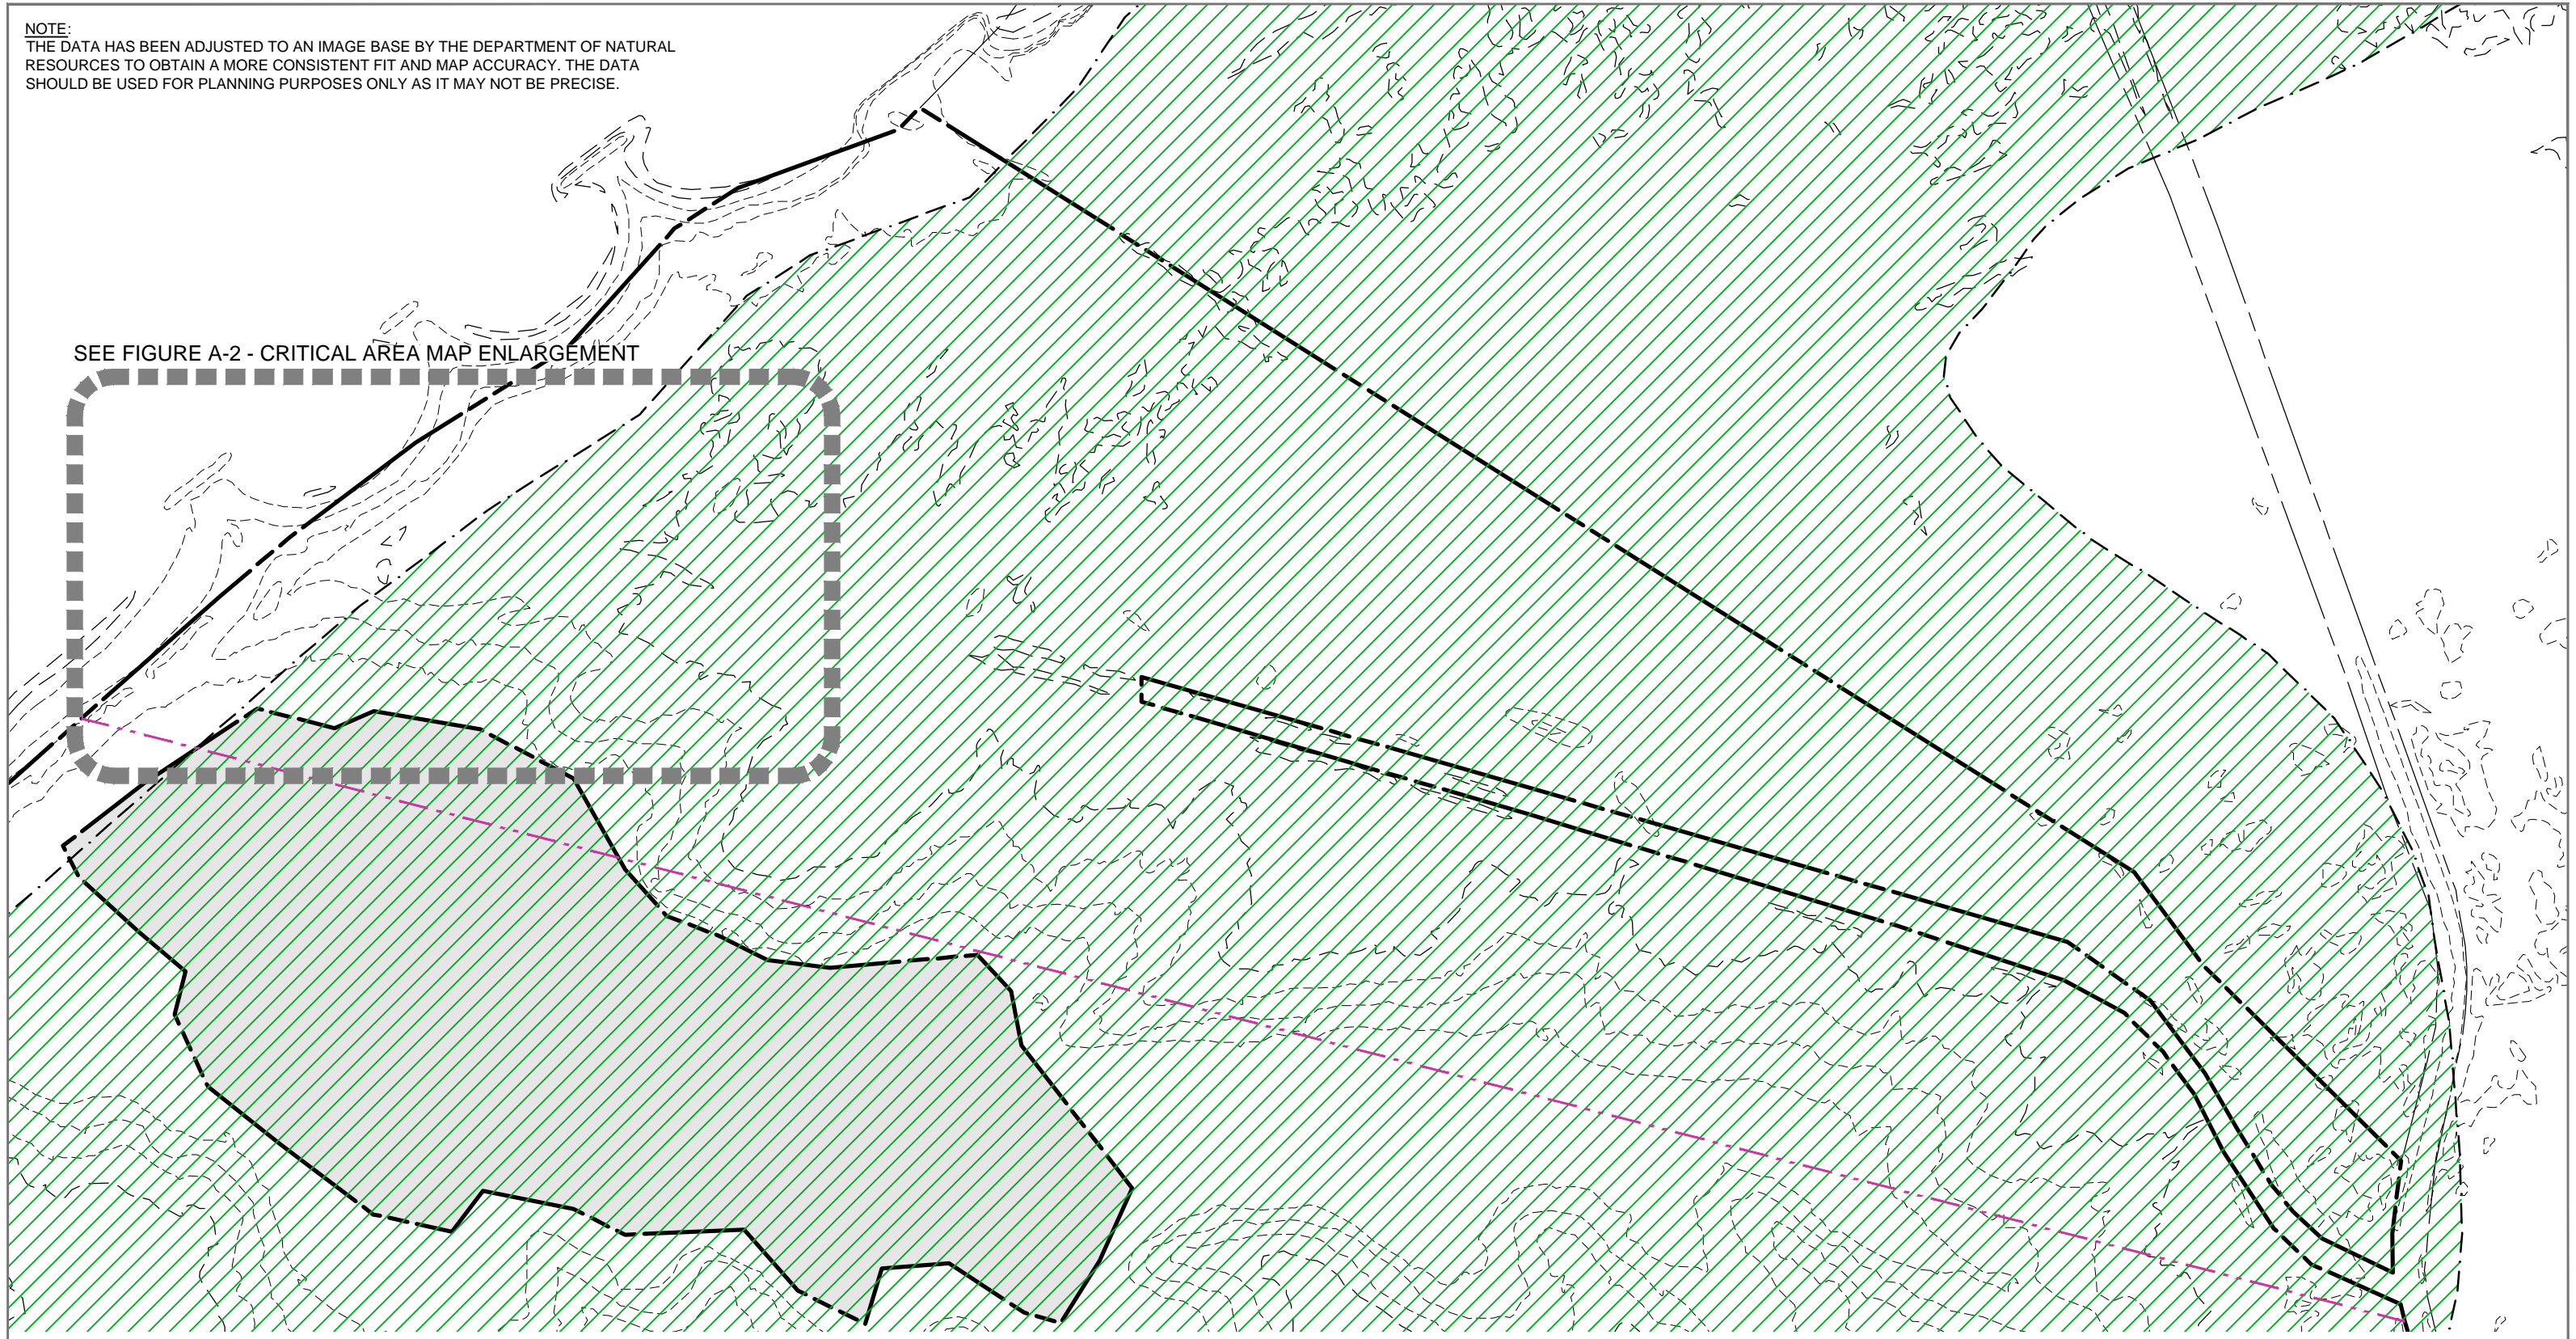 NOTE:
THE DATA HAS BEEN ADJUSTED TO AN IMAGE BASE BY THE DEPARTMENT OF NATURAL
RESOURCES TO OBTAIN A MORE CONSISTENT FIT AND MAP ACCURACY. THE DATA
SHOULD BE USED FOR PLANNING PURPOSES ONLY AS IT MAY NOT BE PRECISE.
SEE FIGURE A-2 - CRITICAL AREA MAP ENLARGEMENT